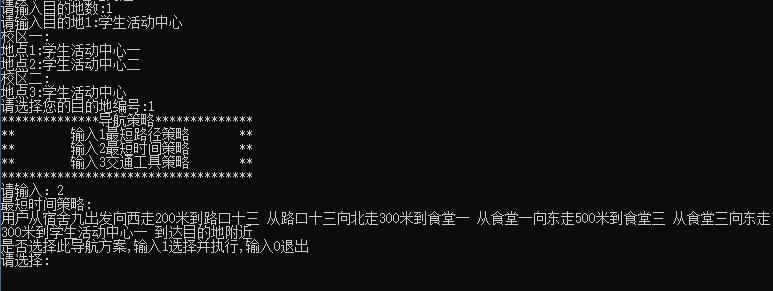 请输入目的地数:1
请输入目的地1:学生活动中心
校区一:
地点1:学生活动中心一
地点2:学生活动中心二
校区二:
地点3:学生活动中心
请选择您的目的地编号:1
**************导航策略**************
**        输入1最短路径策略        **
**        输入2最短时间策略        **
**        输入3交通工具策略        **
************************************
请输入: 2
最短时间策略:
用户从宿舍九出发向西走200米到路口十三 从路口十三向北走300米到食堂一 从食堂一向东走500米到食堂三 从食堂三向东走
300米到学生活动中心一 到达目的地附近
是否选择此导航方案,输入1选择并执行,输入0退出
请选择: